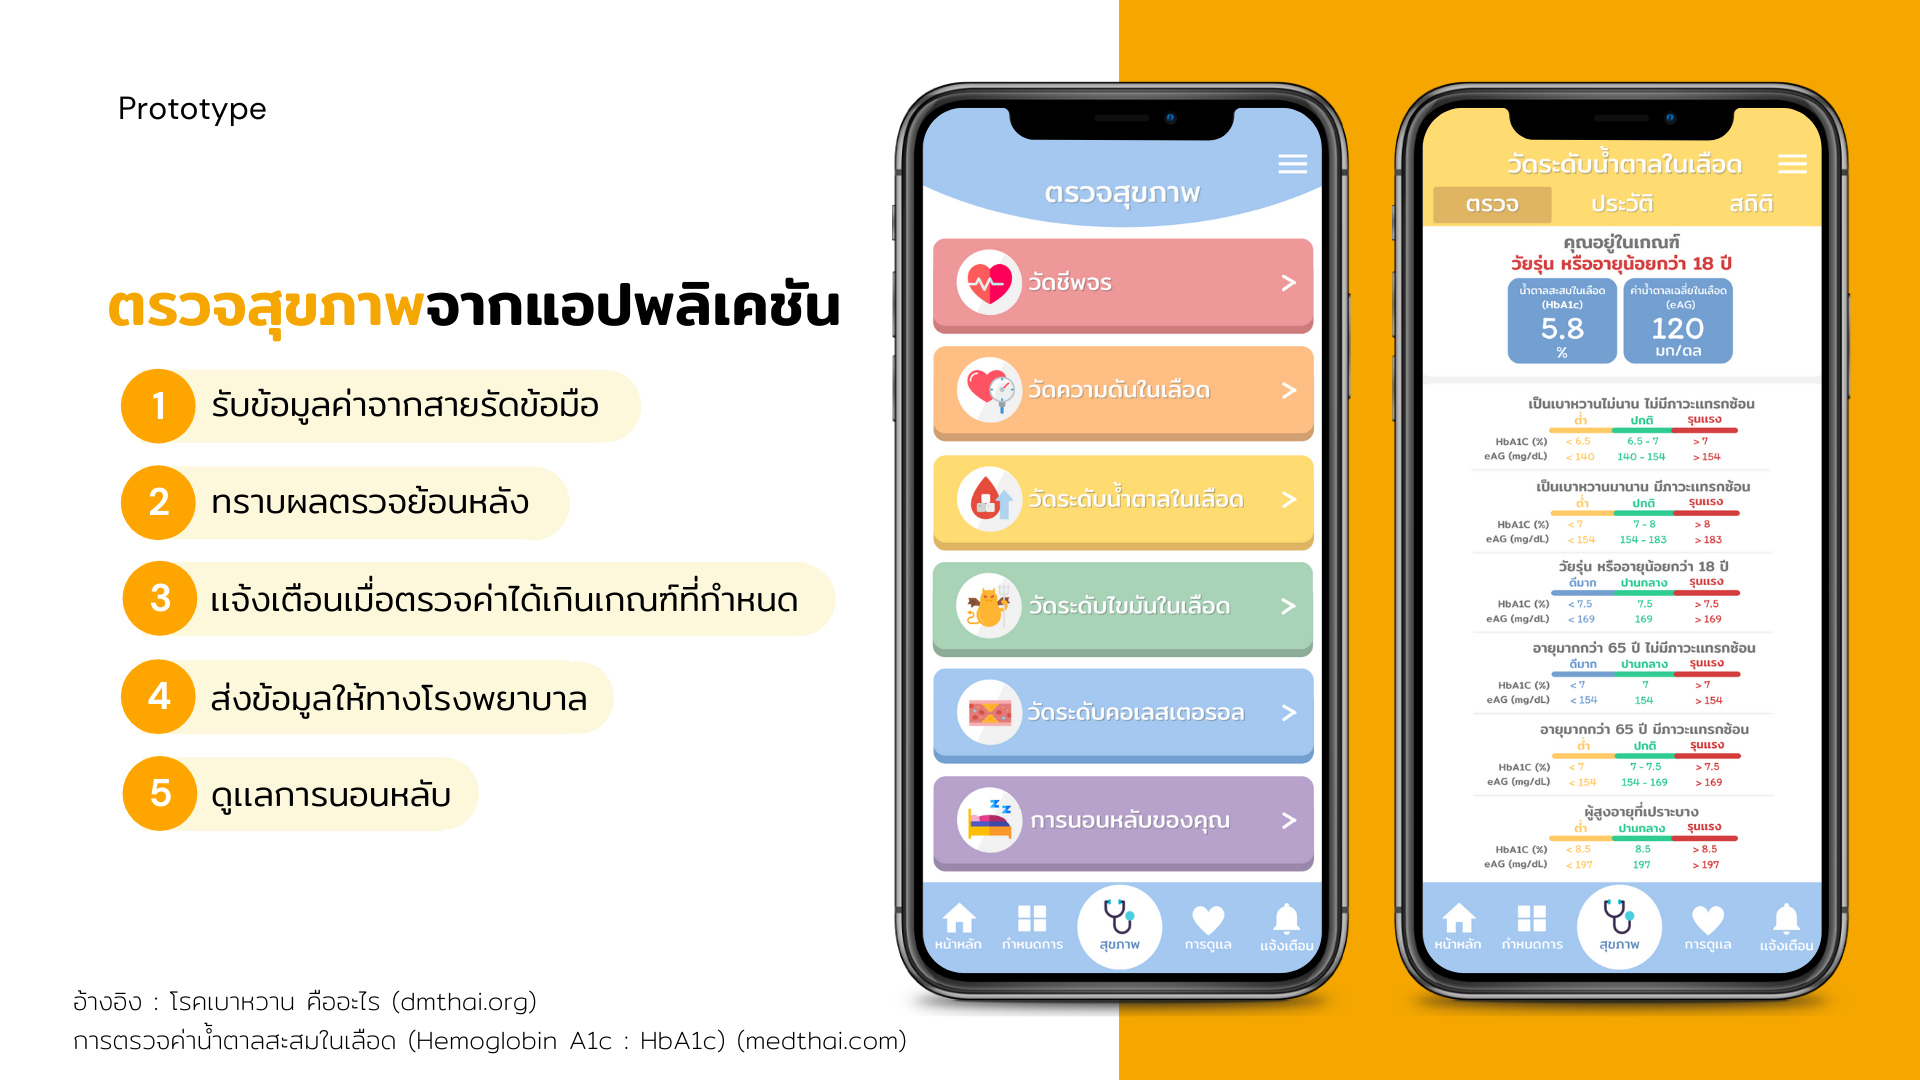 Prototype
ตรวจสุขภาพจากแอปพลิเคชัน
1 รับข้อมูลค่าจากสายรัดข้อมือ
2 ทราบผลตรวจย้อนหลัง
3 แจ้งเตือนเมื่อตรวจค่าได้เกินเกณฑ์ที่กำหนด
4 ส่งข้อมูลให้ทางโรงพยาบาล
5 ดูแลการนอนหลับ
อ้างอิง : โรคเบาหวาน คืออะไร (dmthai.org)
การตรวจค่าน้ำตาลสะสมในเลือด (Hemoglobin A1c : HbA1c) (medthai.com)
ตรวจสุขภาพ
วัดชีพจร >
วัดความดันในเลือด >
วัดระดับน้ำตาลในเลือด >
วัดระดับไขมันในเลือด >
วัดระดับคอเลสเตอรอล >
z z
การนอนหลับของคุณ >
หน้าหลัก กำหนดการ สุขภาพ การดูแล แจ้งเตือน
วัดระดับน้ำตาลในเลือด
ตรวจ ประวัติ สถิติ
คุณอยู่ในเกณฑ์
วัยรุ่น หรืออายุน้อยกว่า 18 ปี
น้ำตาลสะสมในเลือด
(HbA1c)
5.8
%
ค่าน้ำตาลเฉลี่ยในเลือด
(eAG)
120
มก/ดล
เป็นเบาหวานไม่นาน ไม่มีภาวะแทรกซ้อน
ต่ำ ปกติ รุนแรง
HbA1C (%) < 6.5 6.5 - 7 > 7
eAG (mg/dL) < 140 140 - 154 > 154
เป็นเบาหวานมานาน มีภาวะแทรกซ้อน
ต่ำ ปกติ รุนแรง
HbA1C (%) < 7 7 - 8 > 8
eAG (mg/dL) < 154 154 - 183 > 183
วัยรุ่น หรืออายุน้อยกว่า 18 ปี
ดีมาก ปานกลาง รุนแรง
HbA1C (%) < 7.5 7.5 > 7.5
eAG (mg/dL) < 169 169 > 169
อายุมากกว่า 65 ปี ไม่มีภาวะแทรกซ้อน
ดีมาก ปานกลาง รุนแรง
HbA1C (%) < 7 7 > 7
eAG (mg/dL) < 154 154 > 154
อายุมากกว่า 65 ปี มีภาวะแทรกซ้อน
ต่ำ ปกติ รุนแรง
HbA1C (%) < 7 7 - 7.5 > 7.5
eAG (mg/dL) < 154 154 - 169 > 169
ผู้สูงอายุที่เปราะบาง
ต่ำ ปานกลาง รุนแรง
HbA1C (%) < 8.5 8.5 > 8.5
eAG (mg/dL) < 197 197 > 197
หน้าหลัก กำหนดการ สุขภาพ การดูแล แจ้งเตือน